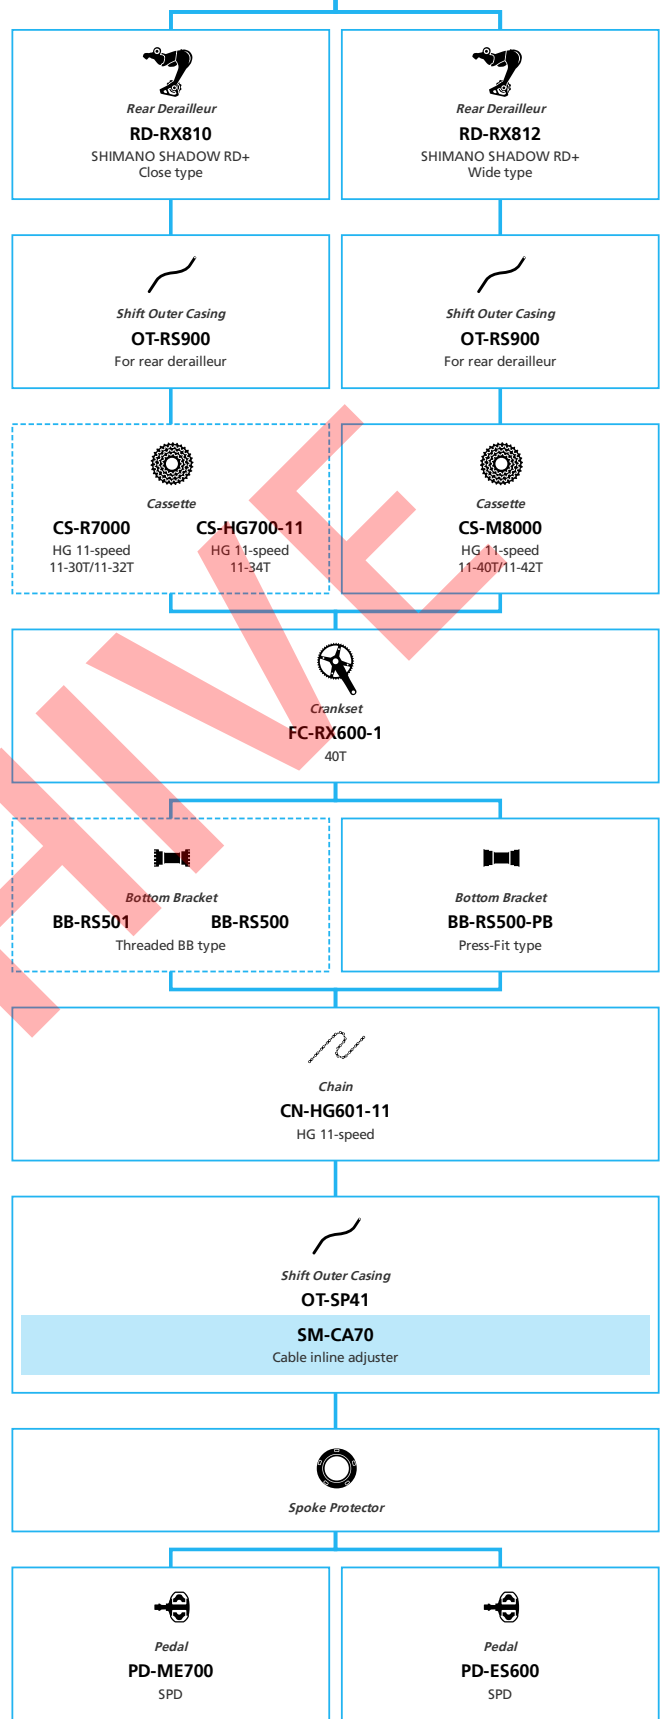 Rear Derailleur
RD-RX810
SHIMANO SHADOW RD+
Close type
Rear Derailleur
RD-RX812
SHIMANO SHADOW RD+
Wide type
Shift Outer Casing
OT-RS900
For rear derailleur
Shift Outer Casing
OT-RS900
For rear derailleur
Cassette
CS-R7000
HG 11-speed
11-30T/11-32T
CS-HG700-11
HG 11-speed
11-34T
Cassette
CS-M8000
HG 11-speed
11-40T/11-42T
Crankset
FC-RX600-1
40T
Bottom Bracket
BB-RS501 BB-RS500
Threaded BB type
Bottom Bracket
BB-RS500-PB
Press-Fit type
Chain
CN-HG601-11
HG 11-speed
Shift Outer Casing
OT-SP41
SM-CA70
Cable inline adjuster
Spoke Protector
Pedal
PD-ME700
SPD
Pedal
PD-ES600
SPD
HIVE